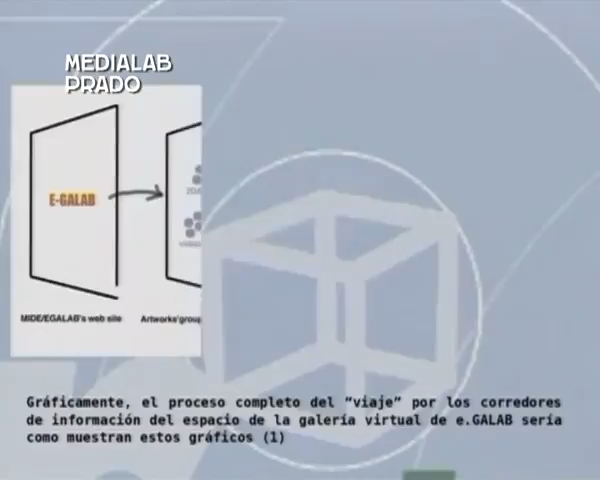 MEDIALAB
PRADO
E-GALAB
MIDE/EGALAB's web site
Artworks'group
Gráficamente, el proceso completo del “viaje” por los corredores
de información del espacio de la galería virtual de e.GALAB sería
como muestran estos gráficos (1)